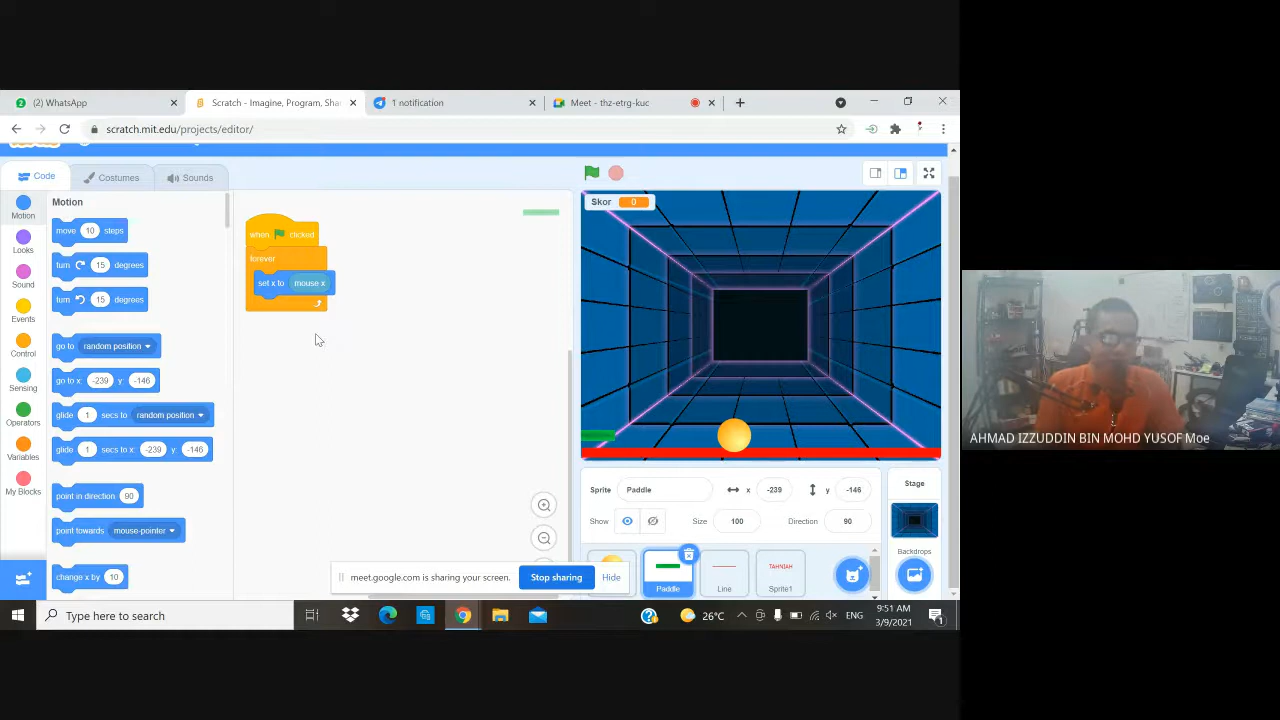 (2) WhatsApp
Scratch - Imagine, Program, Sha
1 notification
Meet - thz-etrg-kuc
scratch.mit.edu/projects/editor/
Code
Costumes
Sounds
Motion
Looks
Sound
Events
Control
Sensing
Operators
Variables
My Blocks
Motion
move 10 steps
turn 15 degrees
turn 15 degrees
go to random position
go to x: -239 y: -146
glide 1 secs to random position
glide 1 secs to x: -239 y: -146
point in direction 90
point towards mouse-pointer
change x by 10
when clicked
forever
set x to mouse x
Skor 0
Sprite Paddle x -239 y -146
Show Size 100 Direction 90
Paddle
Line
TAHNIAH
Sprite1
Stage
Backdrops
meet.google.com is sharing your screen. Stop sharing Hide
Type here to search
26°C
ENG
9:51 AM
3/9/2021
1
AHMAD IZZUDDIN BIN MOHD YUSOF Moe